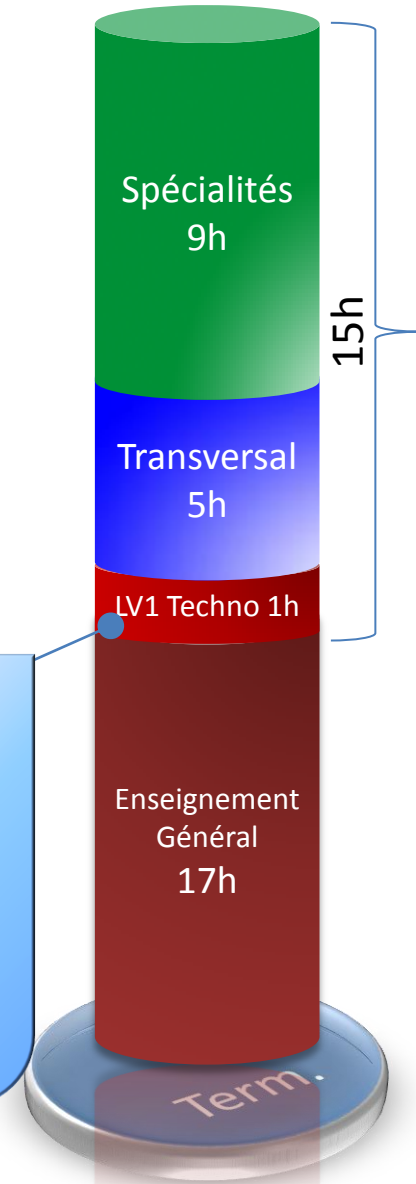 Spécialités
9h
15h
Transversal
5h
LV1 Techno 1h
Enseignement
Général
17h
Term.